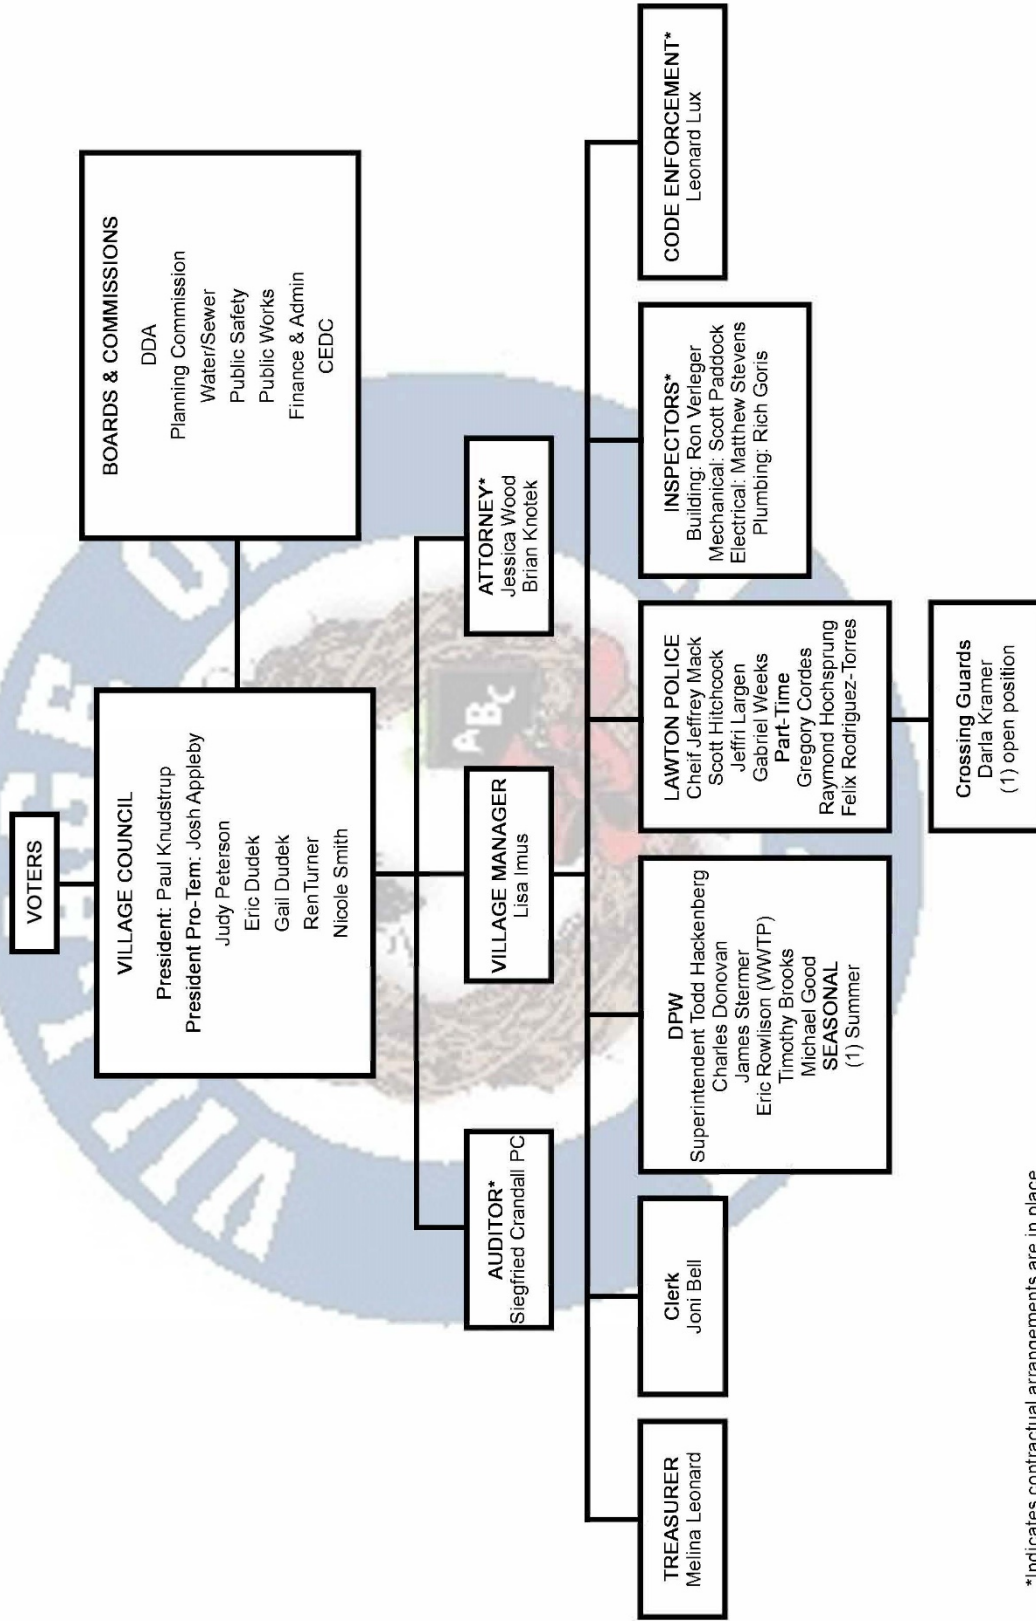 VOTERS
VILLAGE COUNCIL
President: Paul Knudstrup
President Pro-Tem: Josh Appleby
Judy Peterson
Eric Dudek
Gail Dudek
RenTurner
Nicole Smith
BOARDS & COMMISSIONS
DDA
Planning Commission
Water/Sewer
Public Safety
Public Works
Finance & Admin
CEDC
AUDITOR*
Siegfried Crandall PC
VILLAGE MANAGER
Lisa Imus
ATTORNEY*
Jessica Wood
Brian Knotek
TREASURER
Melina Leonard
Clerk
Joni Bell
DPW
Superintendent Todd Hackenberg
Charles Donovan
James Stermer
Eric Rowlison (WWTP)
Timothy Brooks
Michael Good
SEASONAL
(1) Summer
LAWTON POLICE
Cheif Jeffrey Mack
Scott Hitchcock
Jeffri Largen
Gabriel Weeks
Part-Time
Gregory Cordes
Raymond Hochsprung
Felix Rodriguez-Torres
INSPECTORS*
Building: Ron Verleger
Mechanical: Scott Paddock
Electrical: Matthew Stevens
Plumbing: Rich Goris
CODE ENFORCEMENT*
Leonard Lux
Crossing Guards
Darla Kramer
(1) open position
*Indicates contractual arrangements are in place
ABC